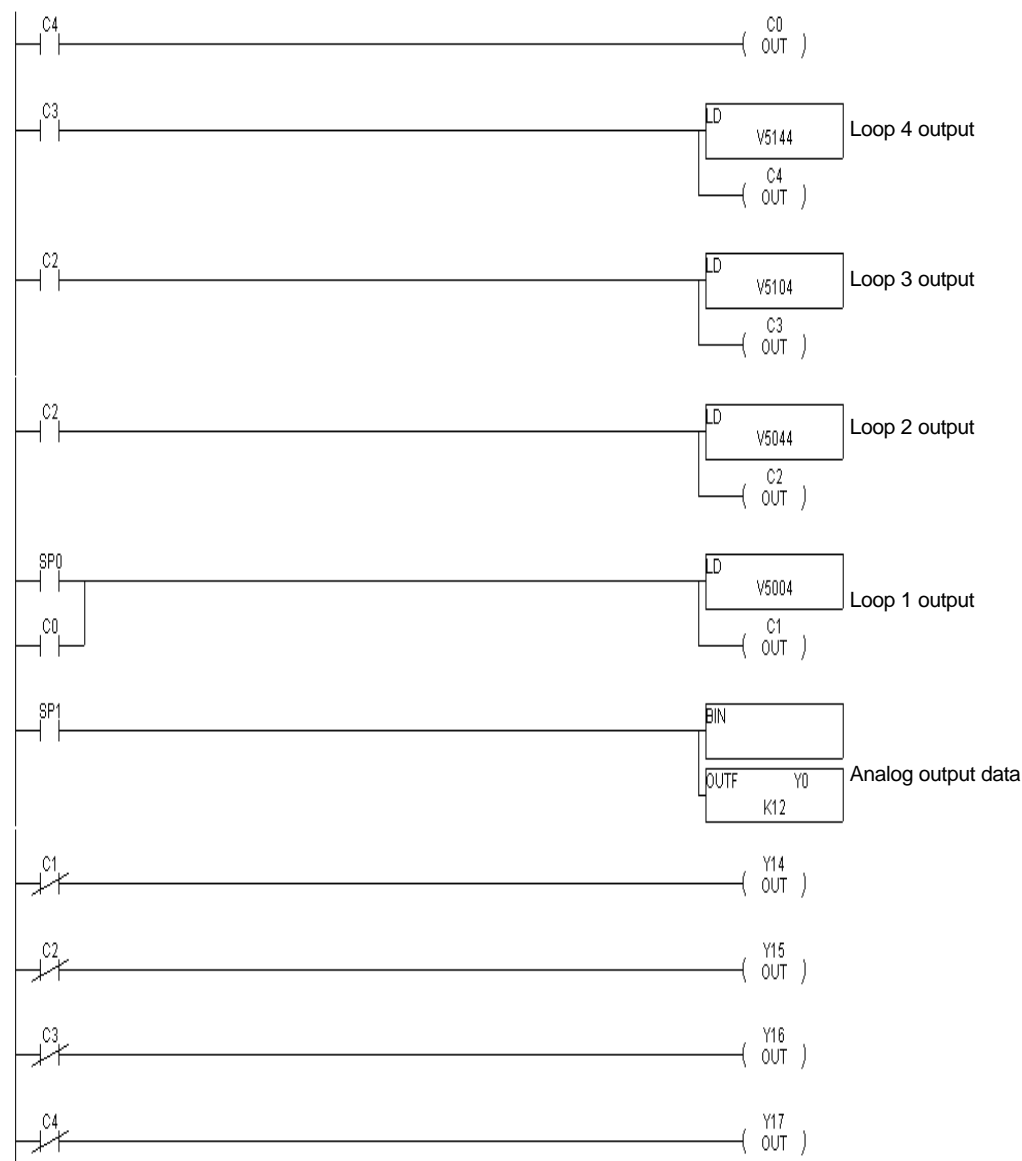 C4
C0
( OUT )
C3
LD
V5144
Loop 4 output
C4
( OUT )
C2
LD
V5104
Loop 3 output
C3
( OUT )
C2
LD
V5044
Loop 2 output
C2
( OUT )
SP0
LD
V5004
Loop 1 output
C0
C1
( OUT )
SP1
BIN
Analog output data
OUTF Y0
K12
C1
Y14
( OUT )
C2
Y15
( OUT )
C3
Y16
( OUT )
C4
Y17
( OUT )